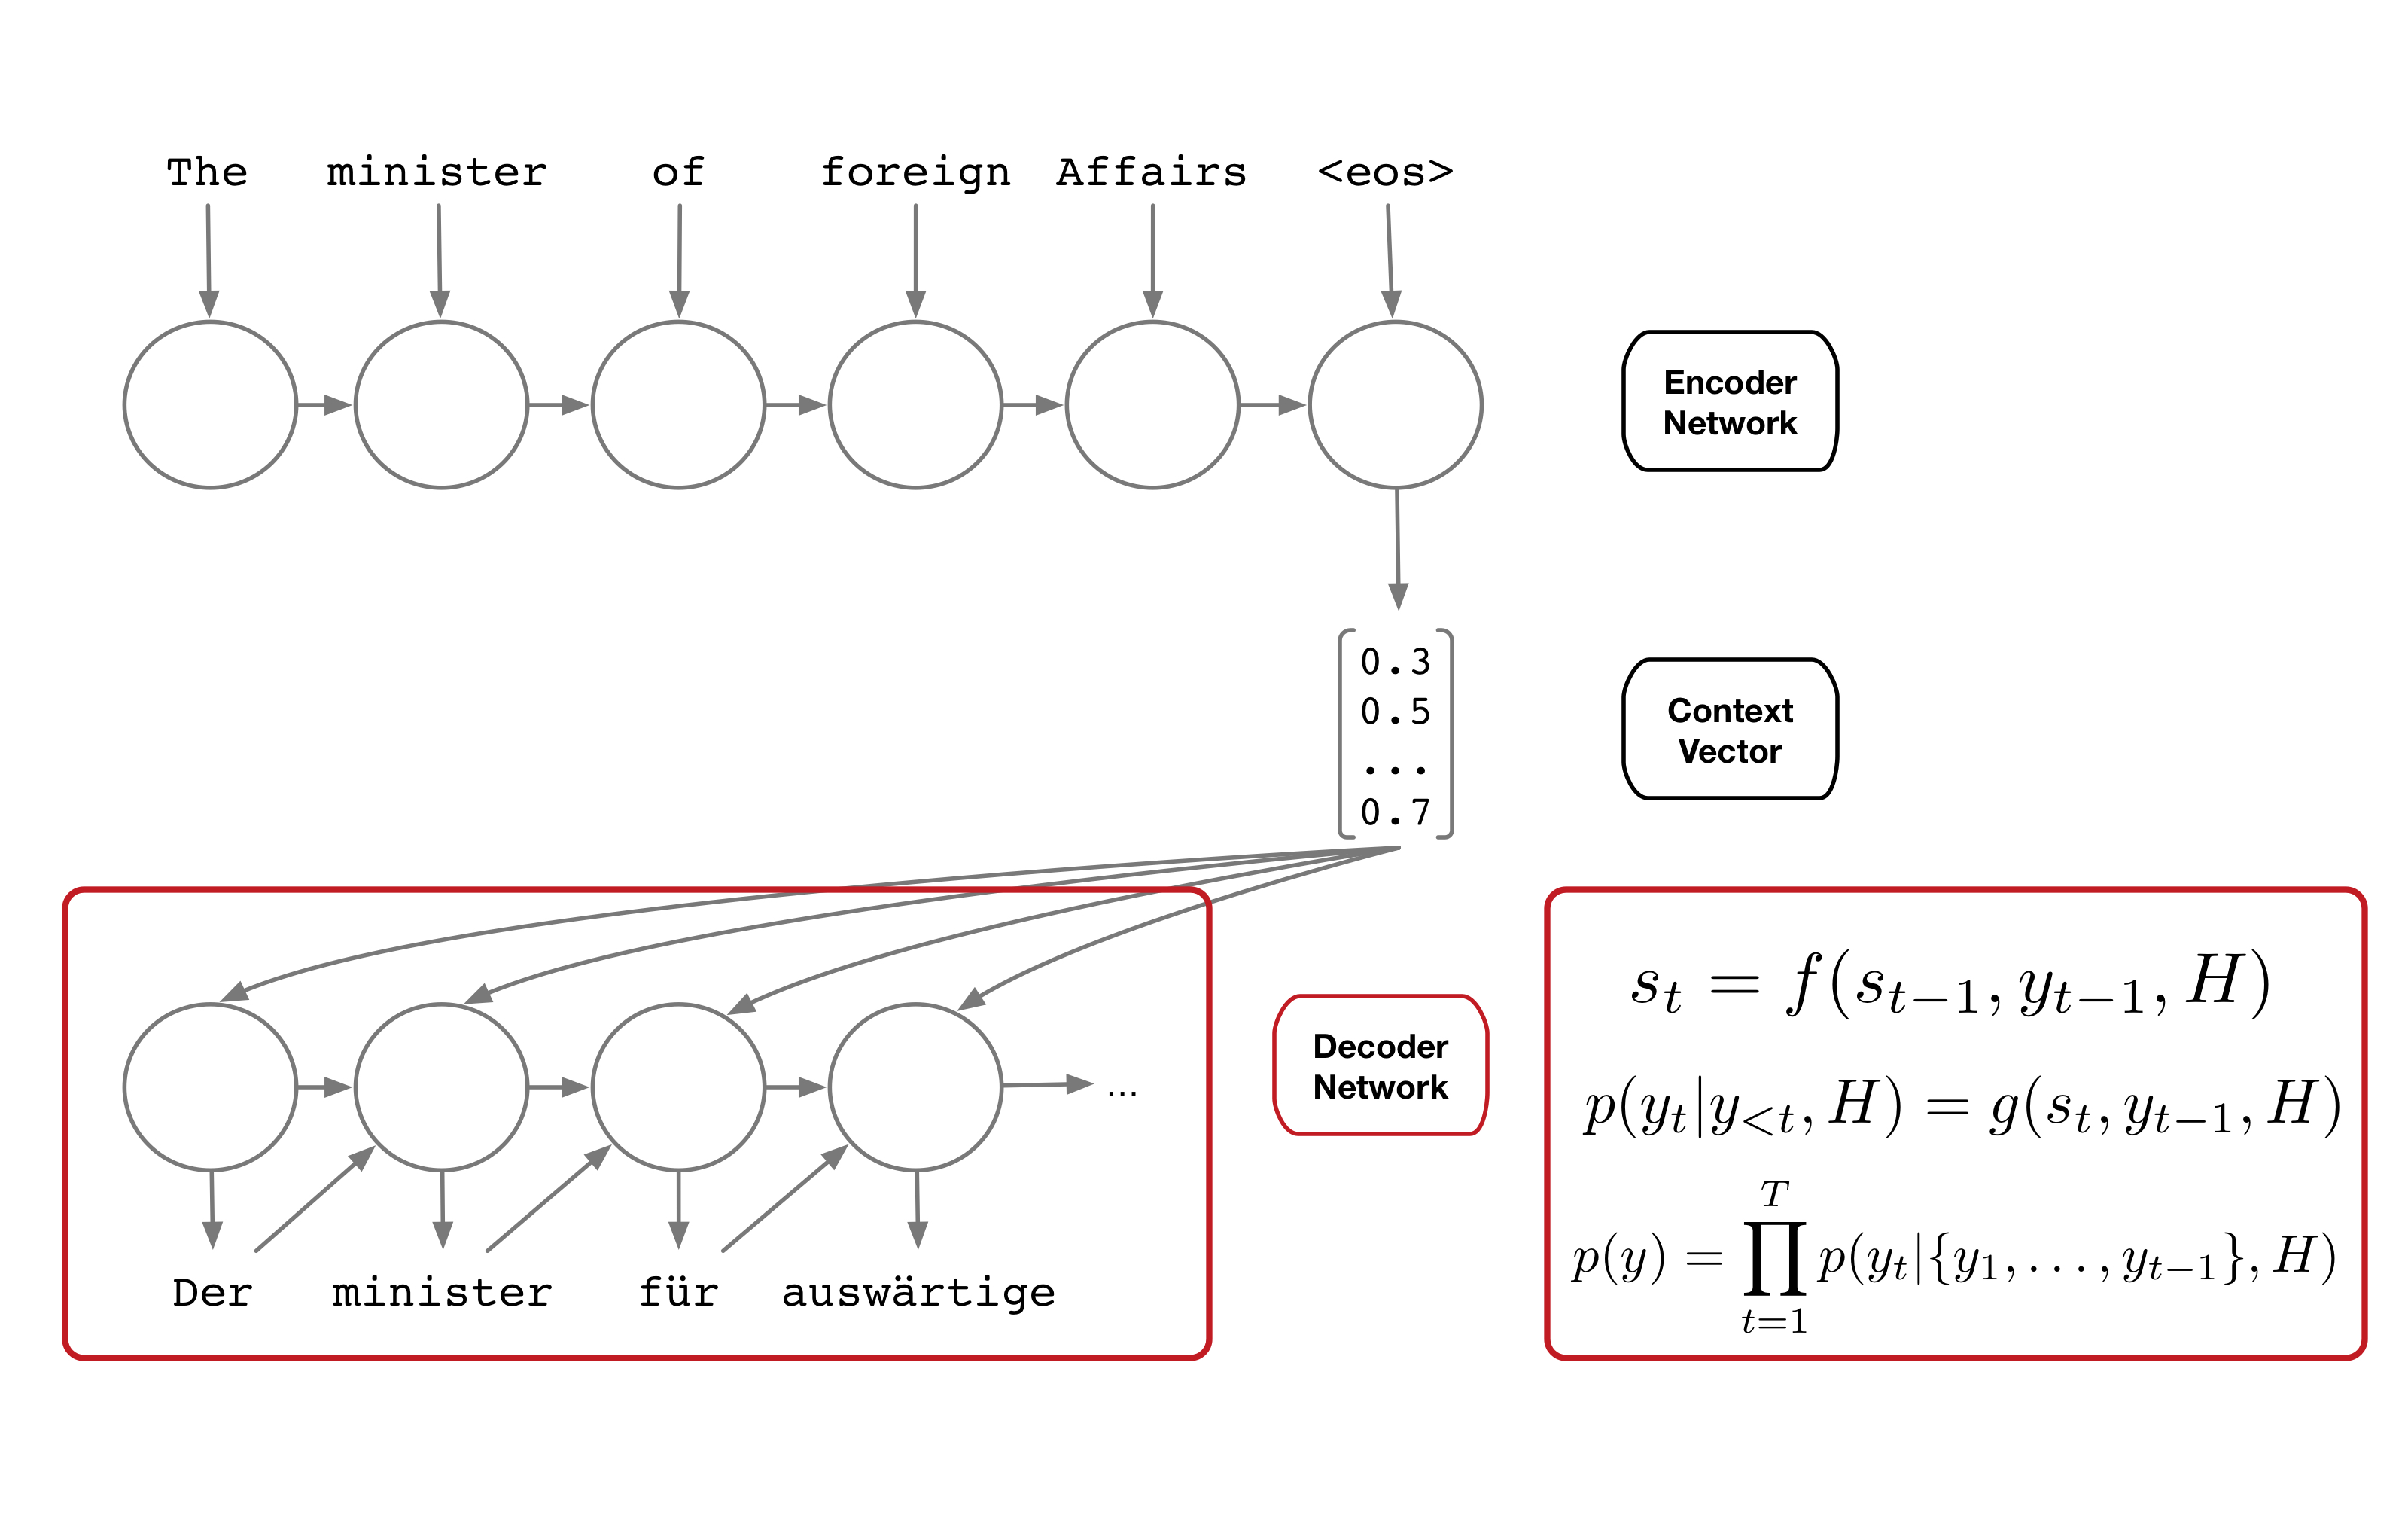 The minister of foreign Affairs <eos>
Encoder
Network
0.3
0.5
...
0.7
Context
Vector
Decoder
Network
...
Der minister für auswärtige
s_t = f(s_{t-1}, y_{t-1}, H)
p(y_t|y_{<t}, H) = g(s_t, y_{t-1}, H)
p(y) = \prod_{t=1}^{T} p(y_t|\{y_1, ..., y_{t-1}\}, H)